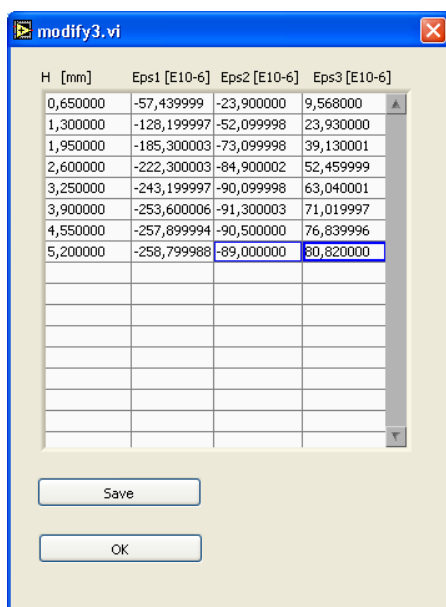 modify3.vi
H [mm] Eps1 [E10-6] Eps2 [E10-6] Eps3 [E10-6]
0,650000 -57,439999 -23,900000 9,568000
1,300000 -128,199997 -52,099998 23,930000
1,950000 -185,300003 -73,099998 39,130001
2,600000 -222,300003 -84,900002 52,459999
3,250000 -243,199997 -90,099998 63,040001
3,900000 -253,600006 -91,300003 71,019997
4,550000 -257,899994 -90,500000 76,839996
5,200000 -258,799988 -89,000000 80,820000
Save
OK